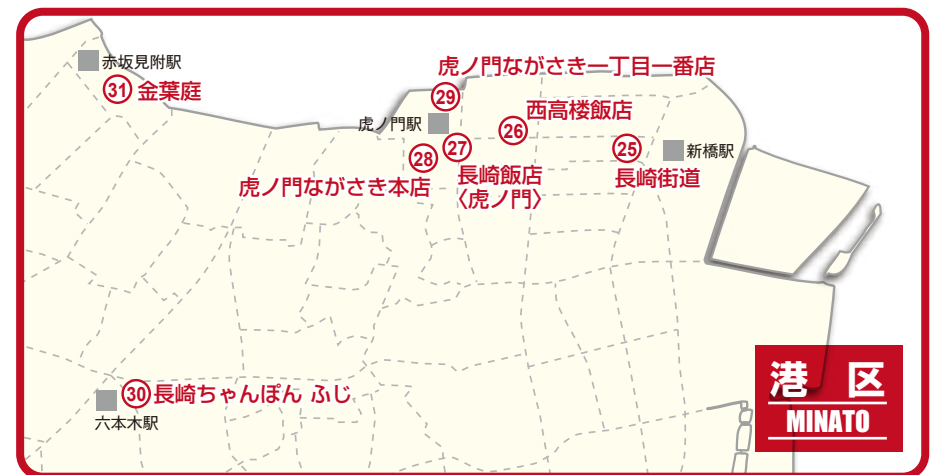 赤坂見附駅
㉛ 金葉庭
虎ノ門ながさき一丁目一番店
㉙
虎ノ門駅
西高楼飯店
㉖
㉗
長崎飯店
〈虎ノ門〉
㉘
虎ノ門ながさき本店
㉕
新橋駅
長崎街道
㉚ 長崎ちゃんぽん ふじ
六本木駅
港 区
MINATO